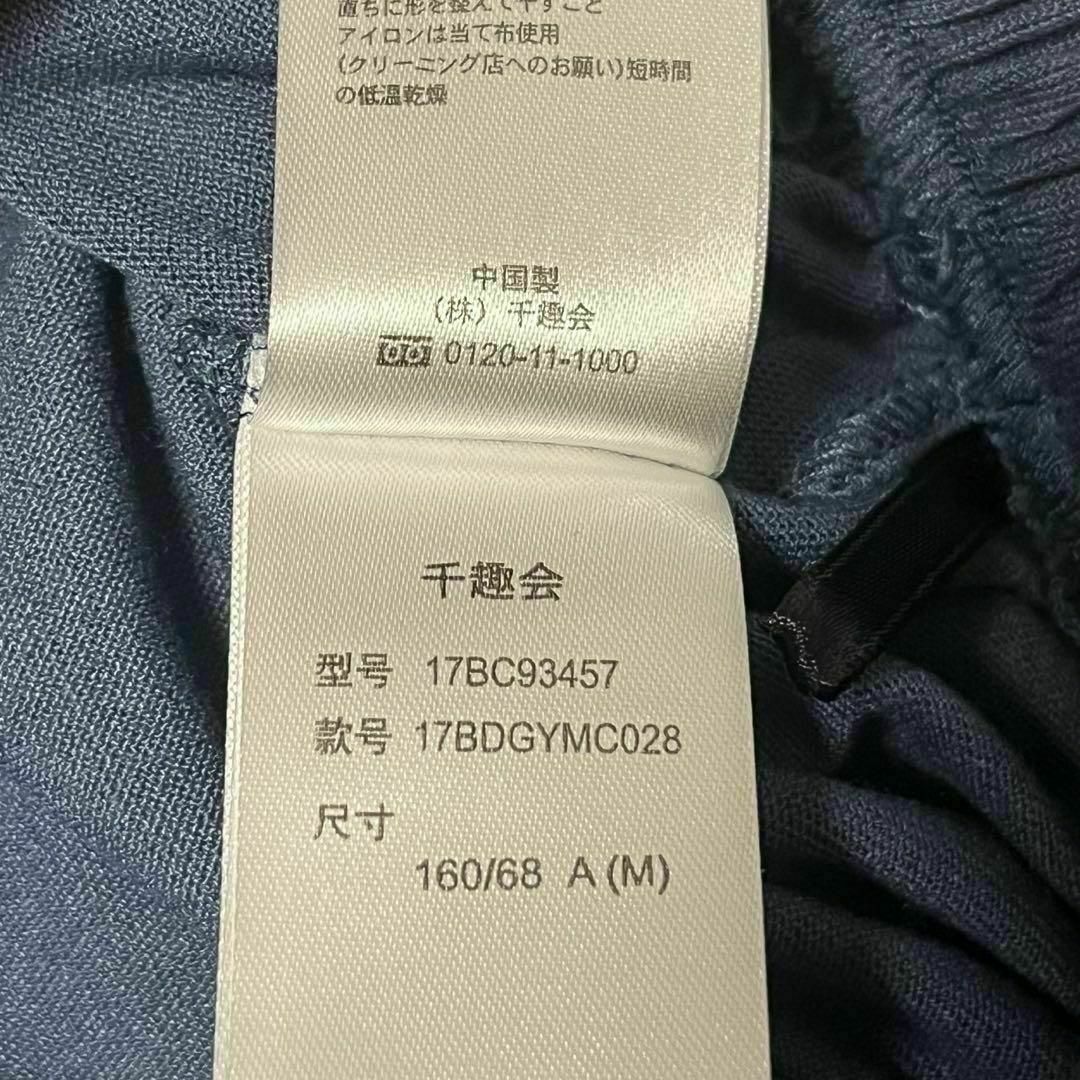 直ちに形を整えて干すこと
アイロンは当て布使用
(クリーニング店へのお願い)短時間
の低温乾燥
中国製
(株) 千趣会
0120-11-1000
千趣会
型号 17BC93457
款号 17BDGYMC028
尺寸
160/68 A (M)